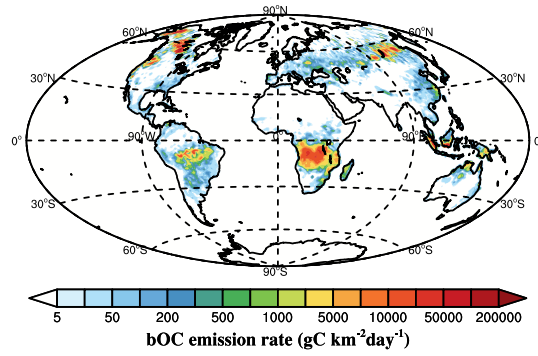 90°N
60°N 60°N
30°N 30°N
0° 90°W 90°E 0°
30°S 30°S
60°S 60°S
90°S
5 50 200 500 1000 5000 10000 50000 200000
bOC emission rate (gC km⁻²day⁻¹)